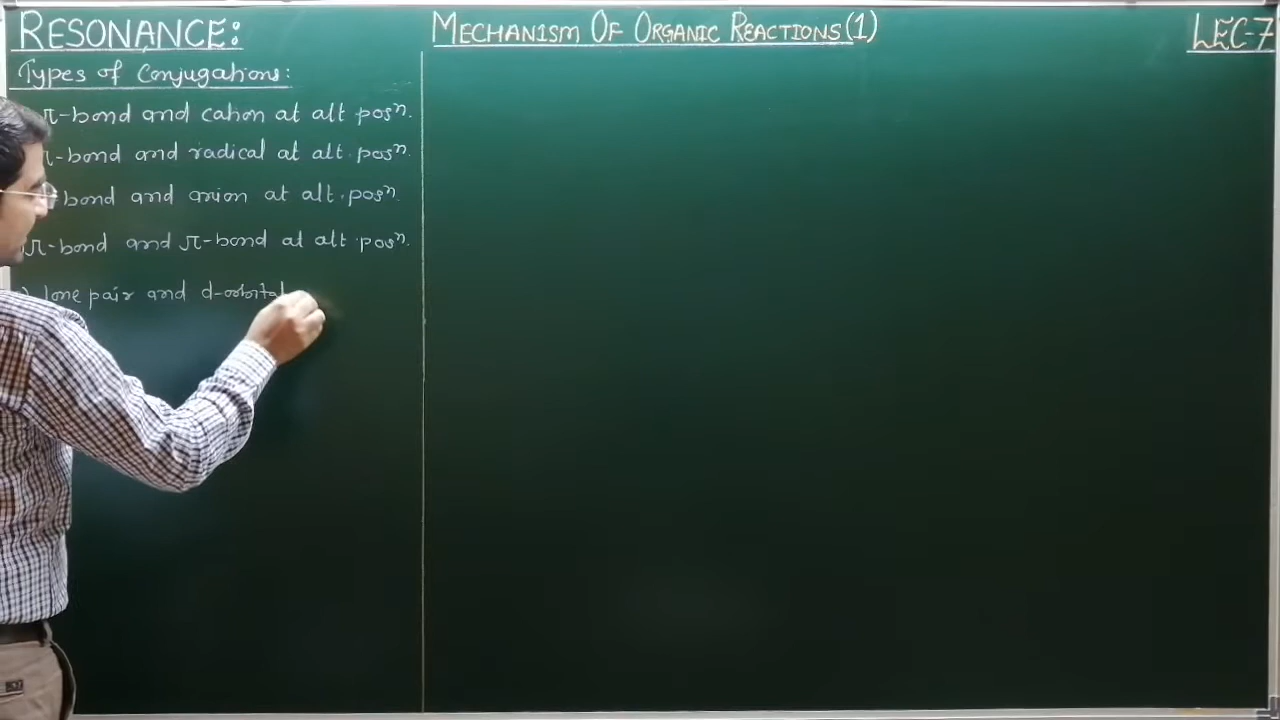 RESONANCE:
MECHANISM OF ORGANIC REACTIONS(1)
LEC-7
Types of Conjugations:
π-bond and cation at alt posⁿ.
π-bond and radical at alt. posⁿ.
bond and anion at alt. posⁿ.
π-bond and π-bond at alt. posⁿ.
lone pair and d-orbital